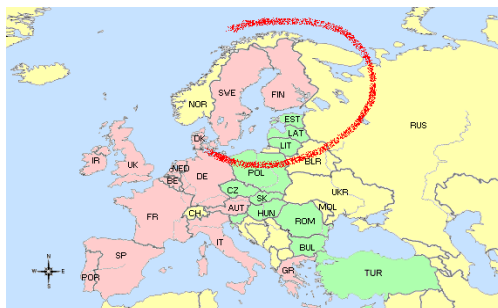 SWE
FIN
NOR
RUS
EST
LAT
LIT
DK
BLR
IR
UK
NED
BE
DE
POL
CZ
UKR
SK
MOL
FR
CH
AUT
HUN
ROM
IT
BUL
SP
POR
GR
TUR
N
W
E
S